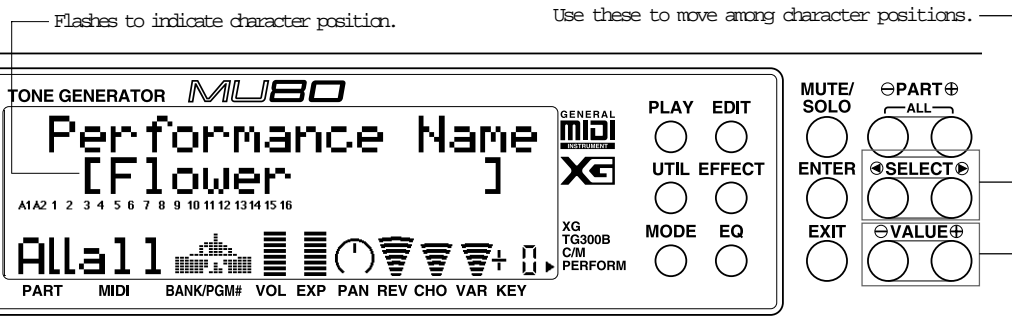 Flashes to indicate character position.
Use these to move among character positions.
TONE GENERATOR MU80
Performance Name
[Flower ]
A1 A2 1 2 3 4 5 6 7 8 9 10 11 12 13 14 15 16
Allall + 0
PART MIDI BANK/PGM# VOL EXP PAN REV CHO VAR KEY
GENERAL
MIDI
INSTRUMENT
XG
XG
TG300B
C/M
PERFORM
PLAY EDIT
UTIL EFFECT
MODE EQ
MUTE/
SOLO
⊖PART⊕
ALL
ENTER
SELECT
EXIT
⊖VALUE⊕